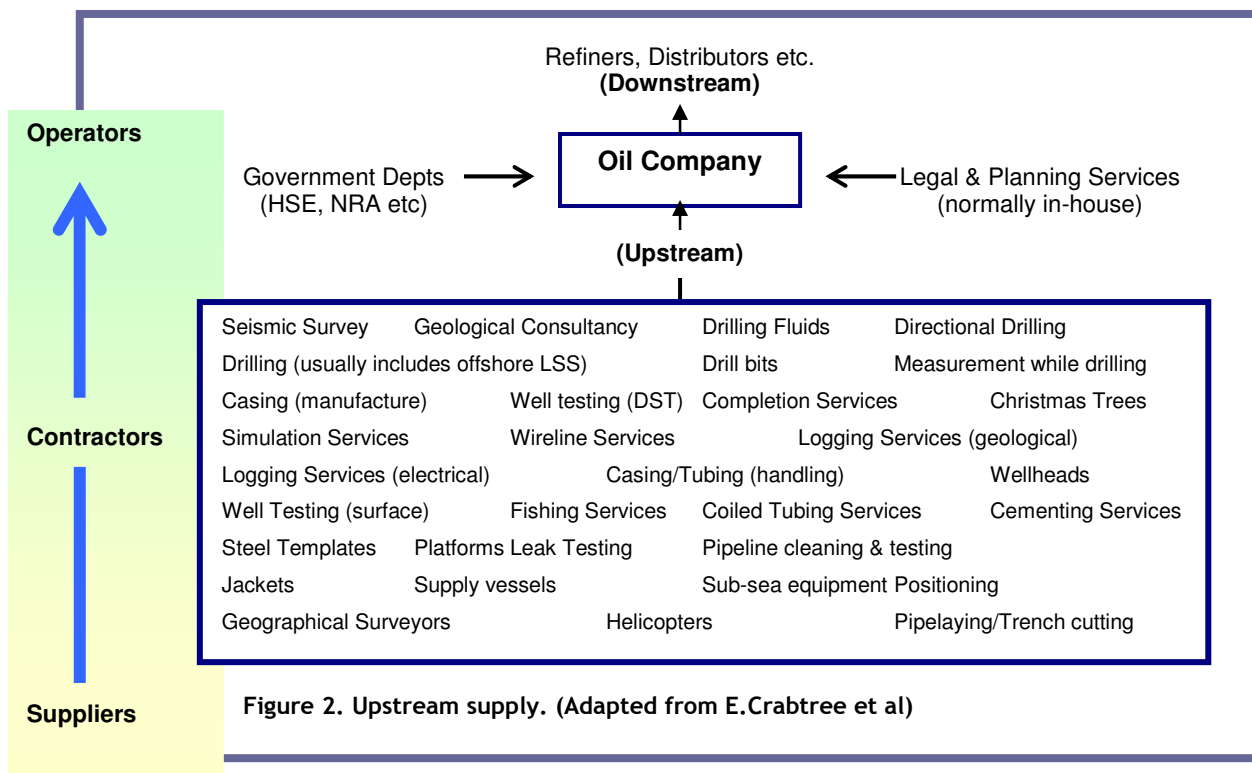 Refiners, Distributors etc.
(Downstream)
Operators
Oil Company
Government Depts
(HSE, NRA etc)
Legal & Planning Services
(normally in-house)
(Upstream)
Seismic Survey Geological Consultancy Drilling Fluids Directional Drilling
Drilling (usually includes offshore LSS) Drill bits Measurement while drilling
Casing (manufacture) Well testing (DST) Completion Services Christmas Trees
Contractors
Simulation Services Wireline Services Logging Services (geological)
Logging Services (electrical) Casing/Tubing (handling) Wellheads
Well Testing (surface) Fishing Services Coiled Tubing Services Cementing Services
Steel Templates Platforms Leak Testing Pipeline cleaning & testing
Jackets Supply vessels Sub-sea equipment Positioning
Geographical Surveyors Helicopters Pipelaying/Trench cutting
Suppliers
Figure 2. Upstream supply. (Adapted from E.Crabtree et al)